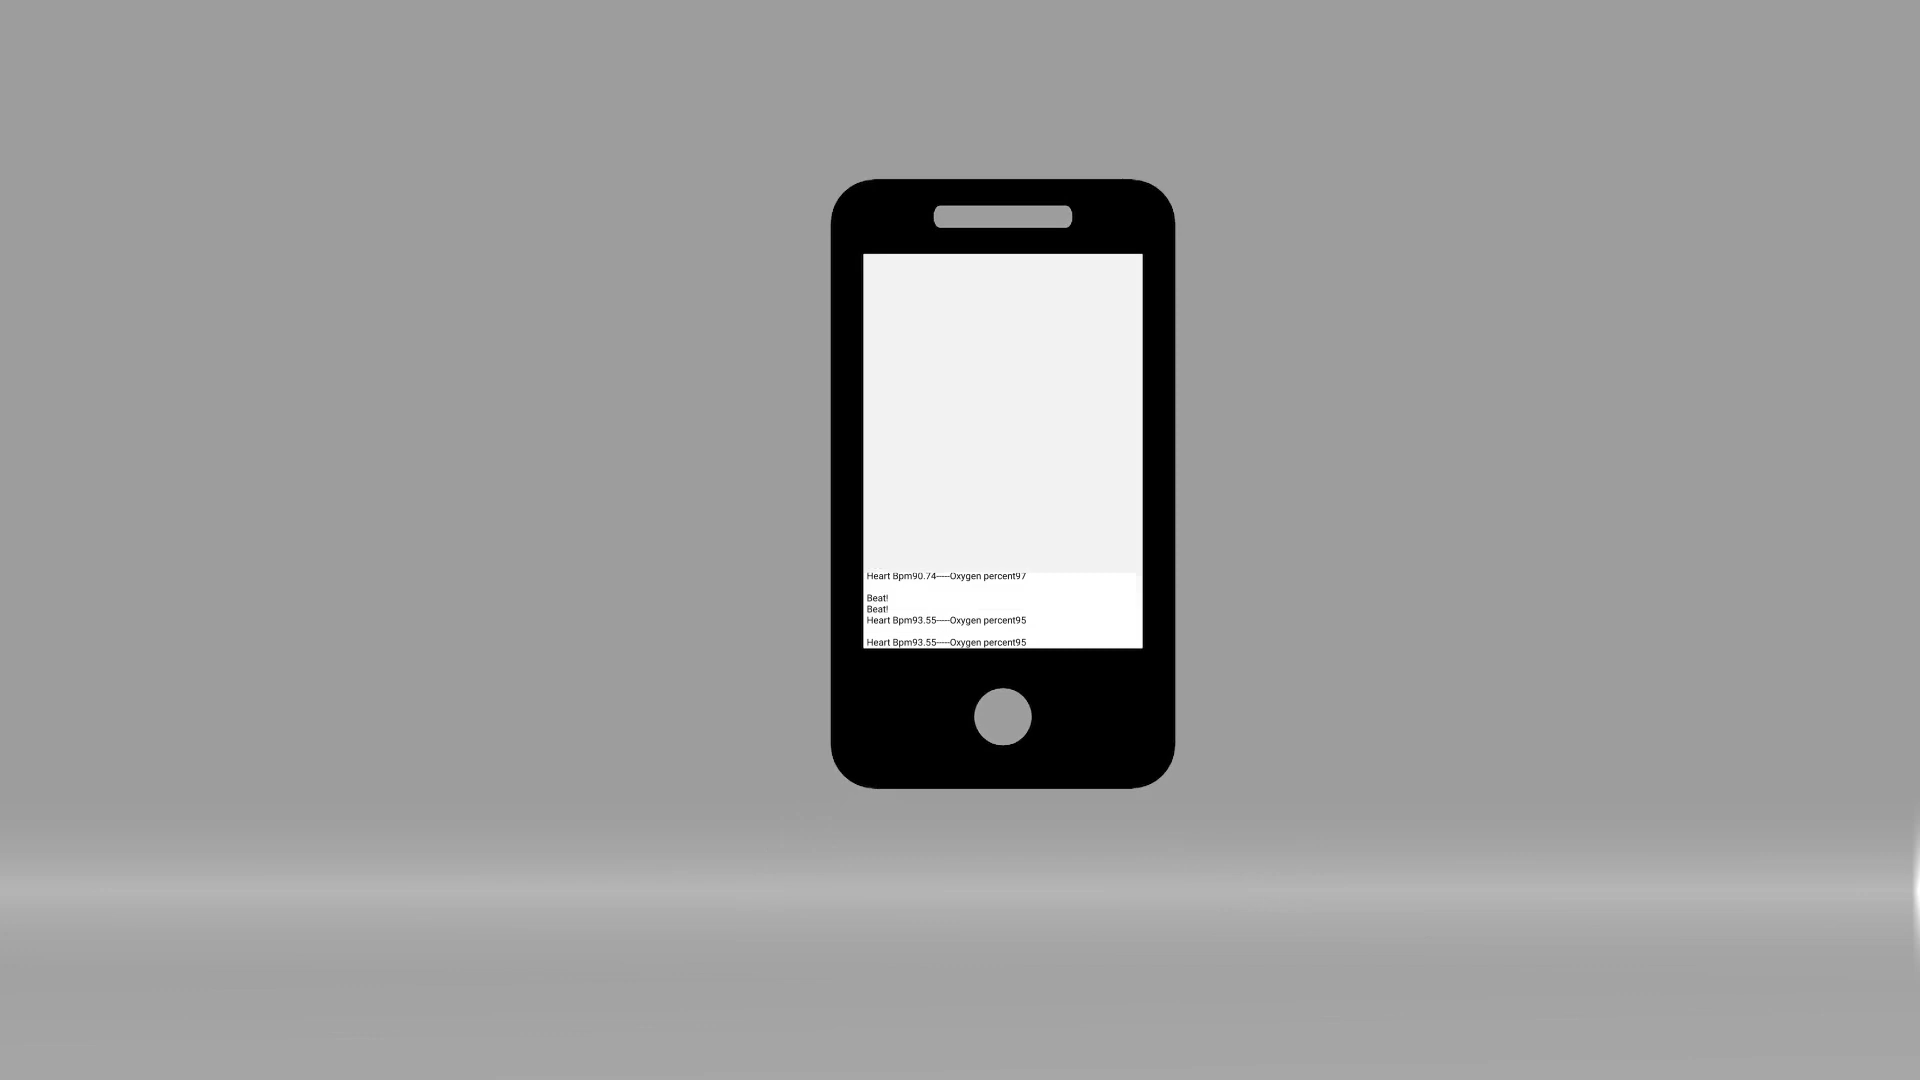 Heart Bpm90.74-----Oxygen percent97
Beat!
Beat!
Heart Bpm93.55-----Oxygen percent95
Heart Bpm93.55-----Oxygen percent95